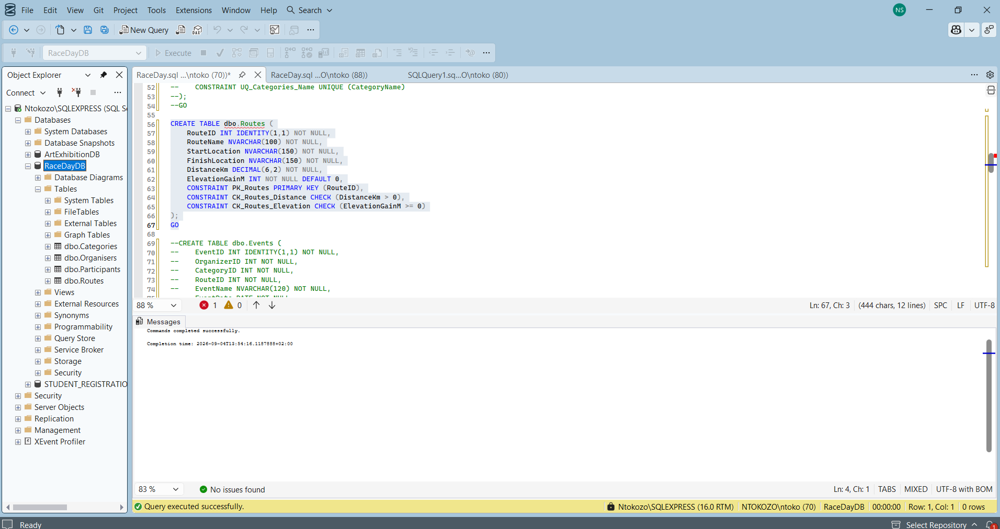 File Edit View Git Project Tools Extensions Window Help Search NS
New Query DAX
RaceDayDB Execute
Object Explorer
Connect
Ntokozo\SQLEXPRESS (SQL S
Databases
System Databases
Database Snapshots
ArtExhibitionDB
RaceDayDB
Database Diagrams
Tables
System Tables
FileTables
External Tables
Graph Tables
dbo.Categories
dbo.Organisers
dbo.Participants
dbo.Routes
Views
External Resources
Synonyms
Programmability
Query Store
Service Broker
Storage
Security
STUDENT_REGISTRATIO
Security
Server Objects
Replication
Management
XEvent Profiler
RaceDay.sql ...\ntoko (70))* RaceDay.sql ...O\ntoko (88)) SQLQuery1.sq...O\ntoko (80))
52 -- CONSTRAINT UQ_Categories_Name UNIQUE (CategoryName)
53 --);
54 --GO
55
56 CREATE TABLE dbo.Routes (
57 RouteID INT IDENTITY(1,1) NOT NULL,
58 RouteName NVARCHAR(100) NOT NULL,
59 StartLocation NVARCHAR(150) NOT NULL,
60 FinishLocation NVARCHAR(150) NOT NULL,
61 DistanceKm DECIMAL(6,2) NOT NULL,
62 ElevationGainM INT NOT NULL DEFAULT 0,
63 CONSTRAINT PK_Routes PRIMARY KEY (RouteID),
64 CONSTRAINT CK_Routes_Distance CHECK (DistanceKm > 0),
65 CONSTRAINT CK_Routes_Elevation CHECK (ElevationGainM >= 0)
66 );
67 GO
68
69 --CREATE TABLE dbo.Events (
70 -- EventID INT IDENTITY(1,1) NOT NULL,
71 -- OrganizerID INT NOT NULL,
72 -- CategoryID INT NOT NULL,
73 -- RouteID INT NOT NULL,
74 -- EventName NVARCHAR(120) NOT NULL,
88 % 1 0 Ln: 67, Ch: 3 (444 chars, 12 lines) SPC LF UTF-8
Messages
Commands completed successfully.
Completion time: 2026-09-04T13:54:16.1187888+02:00
83 % No issues found Ln: 4, Ch: 1 TABS MIXED UTF-8 with BOM
Query executed successfully. Ntokozo\SQLEXPRESS (16.0 RTM) NTOKOZO\ntoko (70) RaceDayDB 00:00:00 Row: 1, Col: 1 0 rows
Ready Select Repository 1